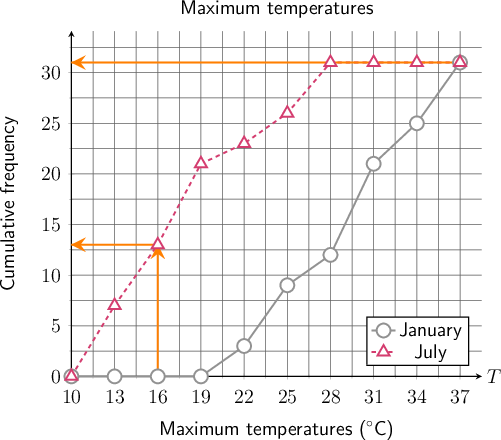 Maximum temperatures
Cumulative frequency
30
25
20
15
10
5
0
10 13 16 19 22 25 28 31 34 37 T
January
July
Maximum temperatures (°C)